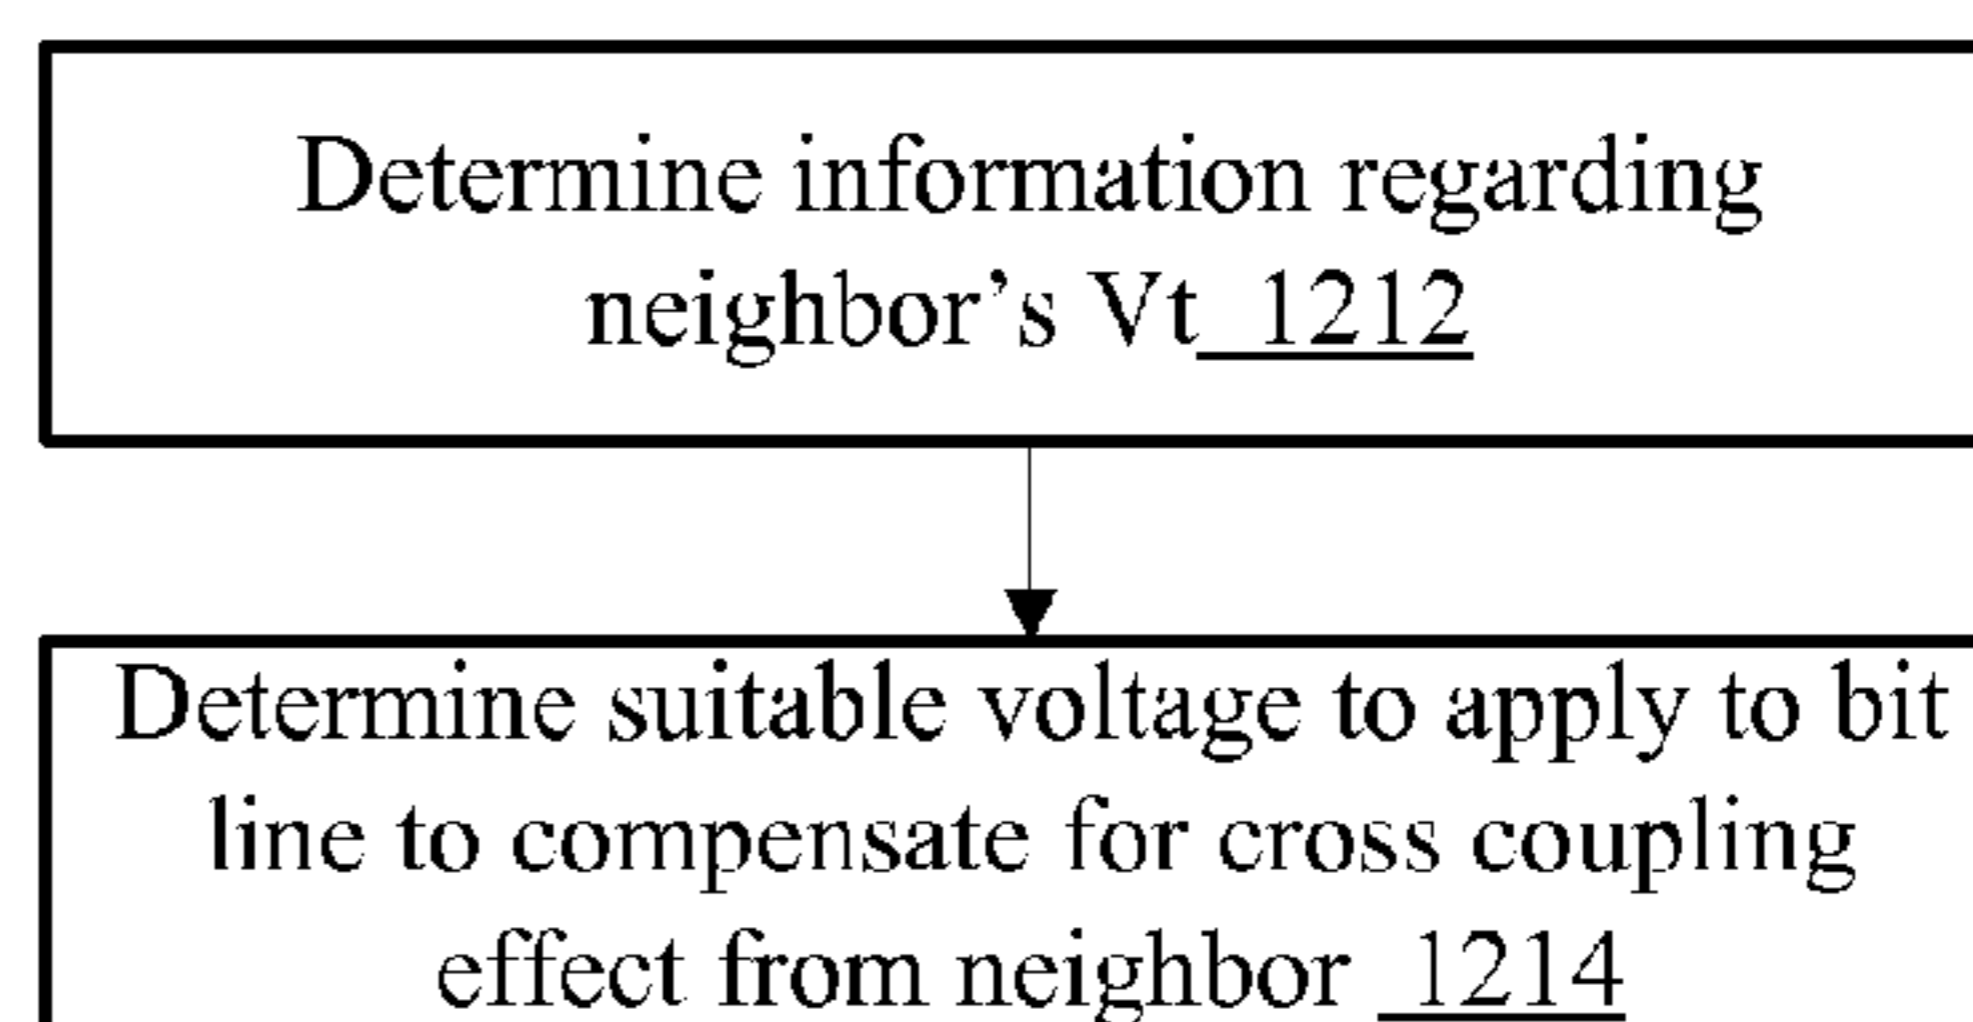 Determine information regarding
neighbor’s Vt 1212
Determine suitable voltage to apply to bit
line to compensate for cross coupling
effect from neighbor 1214